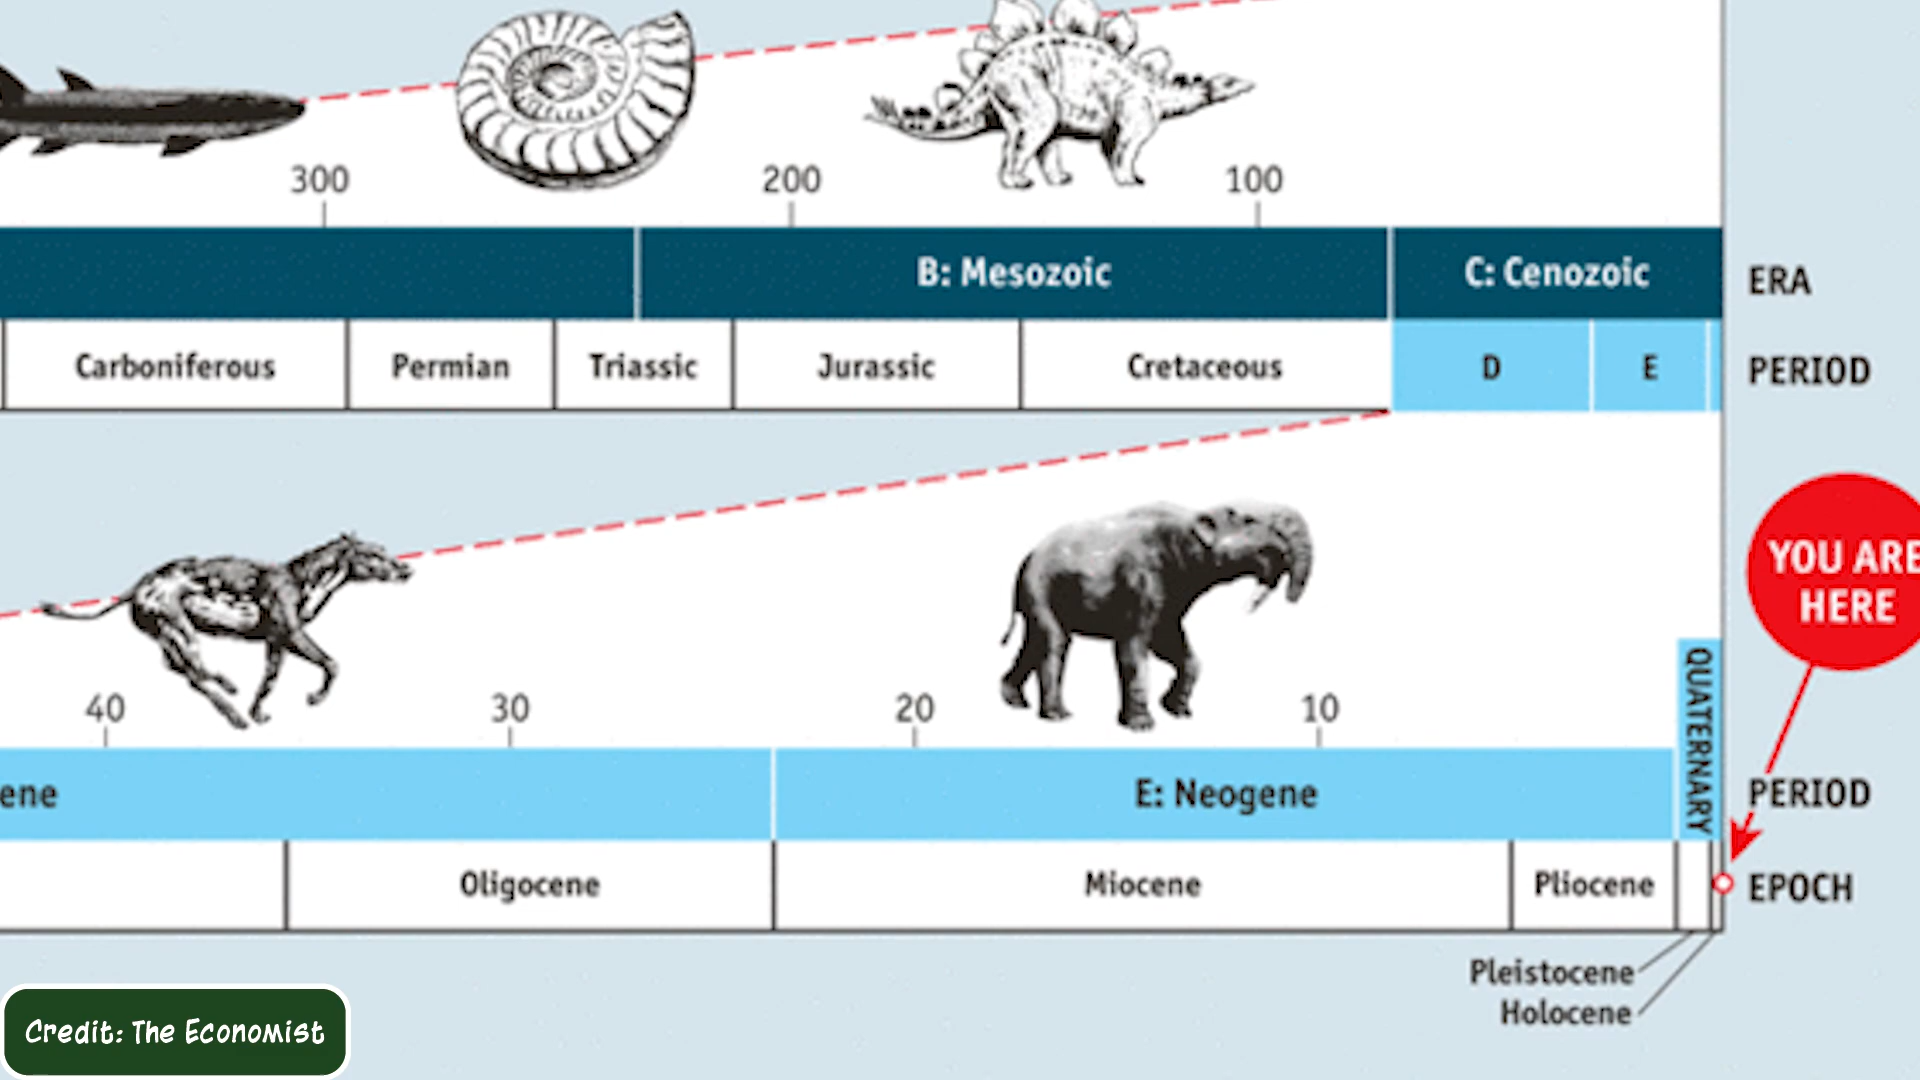 300 200 100
B: Mesozoic C: Cenozoic ERA
Carboniferous Permian Triassic Jurassic Cretaceous D E PERIOD
YOU ARE
HERE
40 30 20 10
QUATERNARY
ene E: Neogene PERIOD
Oligocene Miocene Pliocene EPOCH
Pleistocene
Holocene
Credit: The Economist